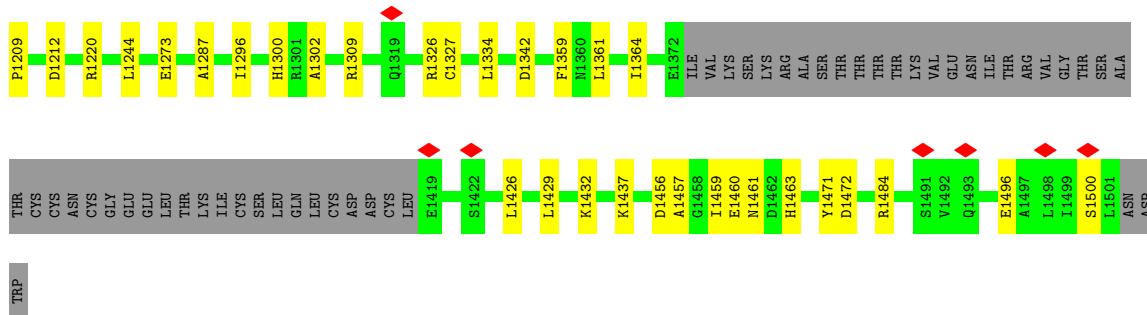 P1209 D1212 R1220 L1244 E1273 A1287 I1296 H1300 R1301 A1302 R1309 Q1319 R1326 C1327 L1334 D1342 F1359 N1360 L1361 I1364 E1372 ILE VAL LYS SER LYS ARG ALA SER THR THR THR THR LYS VAL GLU ASN ILE THR ARG VAL GLY THR SER ALA
THR CYS CYS ASN CYS GLY GLU GLU LEU THR LYS ILE CYS SER LEU GLN LEU CYS ASP ASP CYS LEU E1419 S1422 L1426 L1429 K1432 K1437 D1456 A1457 G1458 I1459 E1460 N1461 D1462 H1463 Y1471 D1472 R1484 S1491 V1492 Q1493 E1496 A1497 L1498 I1499 S1500 L1501 ASN ASP
TRP